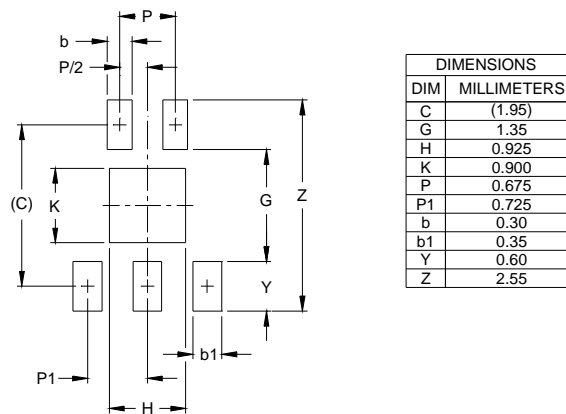 P
b
P/2
(C)
K
G
Z
Y
b1
P1
H
DIMENSIONS
DIM MILLIMETERS
C (1.95)
G 1.35
H 0.925
K 0.900
P 0.675
P1 0.725
b 0.30
b1 0.35
Y 0.60
Z 2.55